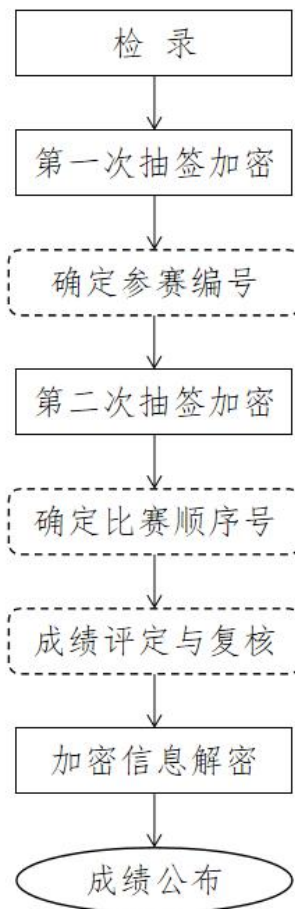 检 录
第一次抽签加密
确定参赛编号
第二次抽签加密
确定比赛顺序号
成绩评定与复核
加密信息解密
成绩公布